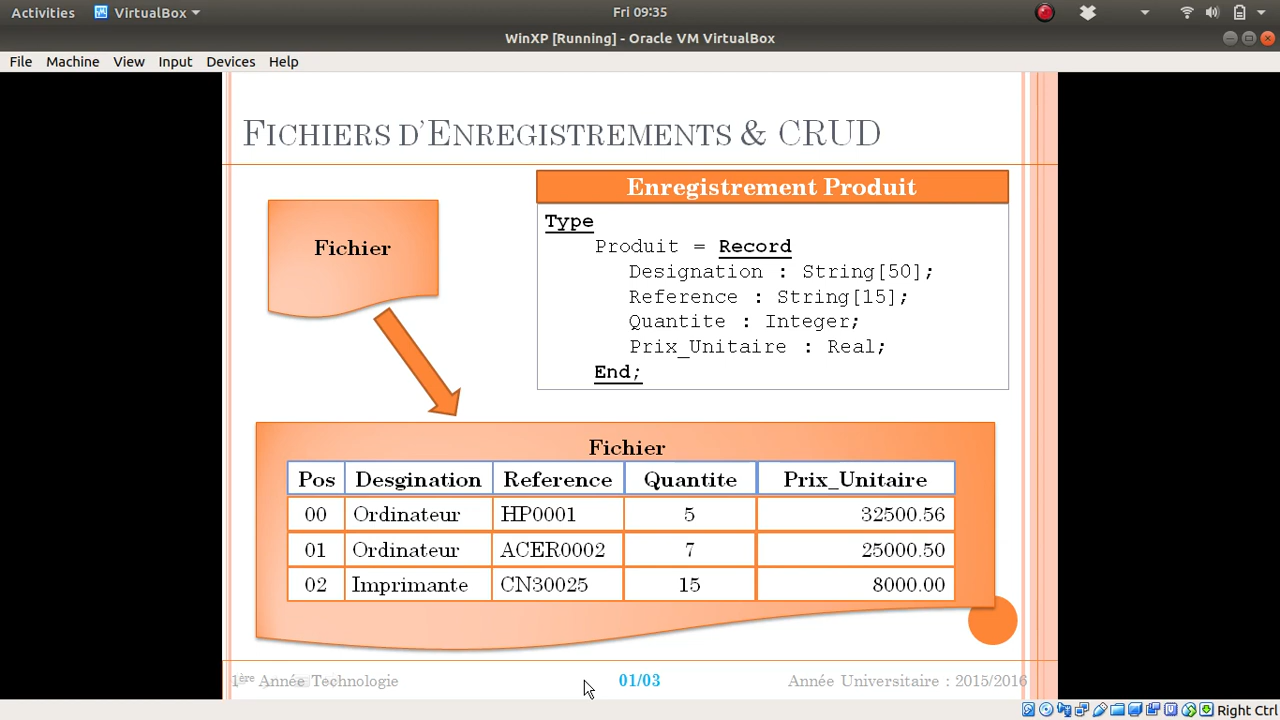 Activities VirtualBox Fri 09:35
WinXP [Running] - Oracle VM VirtualBox
File Machine View Input Devices Help
FICHIERS D'ENREGISTREMENTS & CRUD
Fichier
Enregistrement Produit
Type
Produit = Record
Designation : String[50];
Reference : String[15];
Quantite : Integer;
Prix_Unitaire : Real;
End;
Fichier
Pos Desgination Reference Quantite Prix_Unitaire
00 Ordinateur HP0001 5 32500.56
01 Ordinateur ACER0002 7 25000.50
02 Imprimante CN30025 15 8000.00
1ère Année Technologie 01/03 Année Universitaire : 2015/2016
Right Ctrl